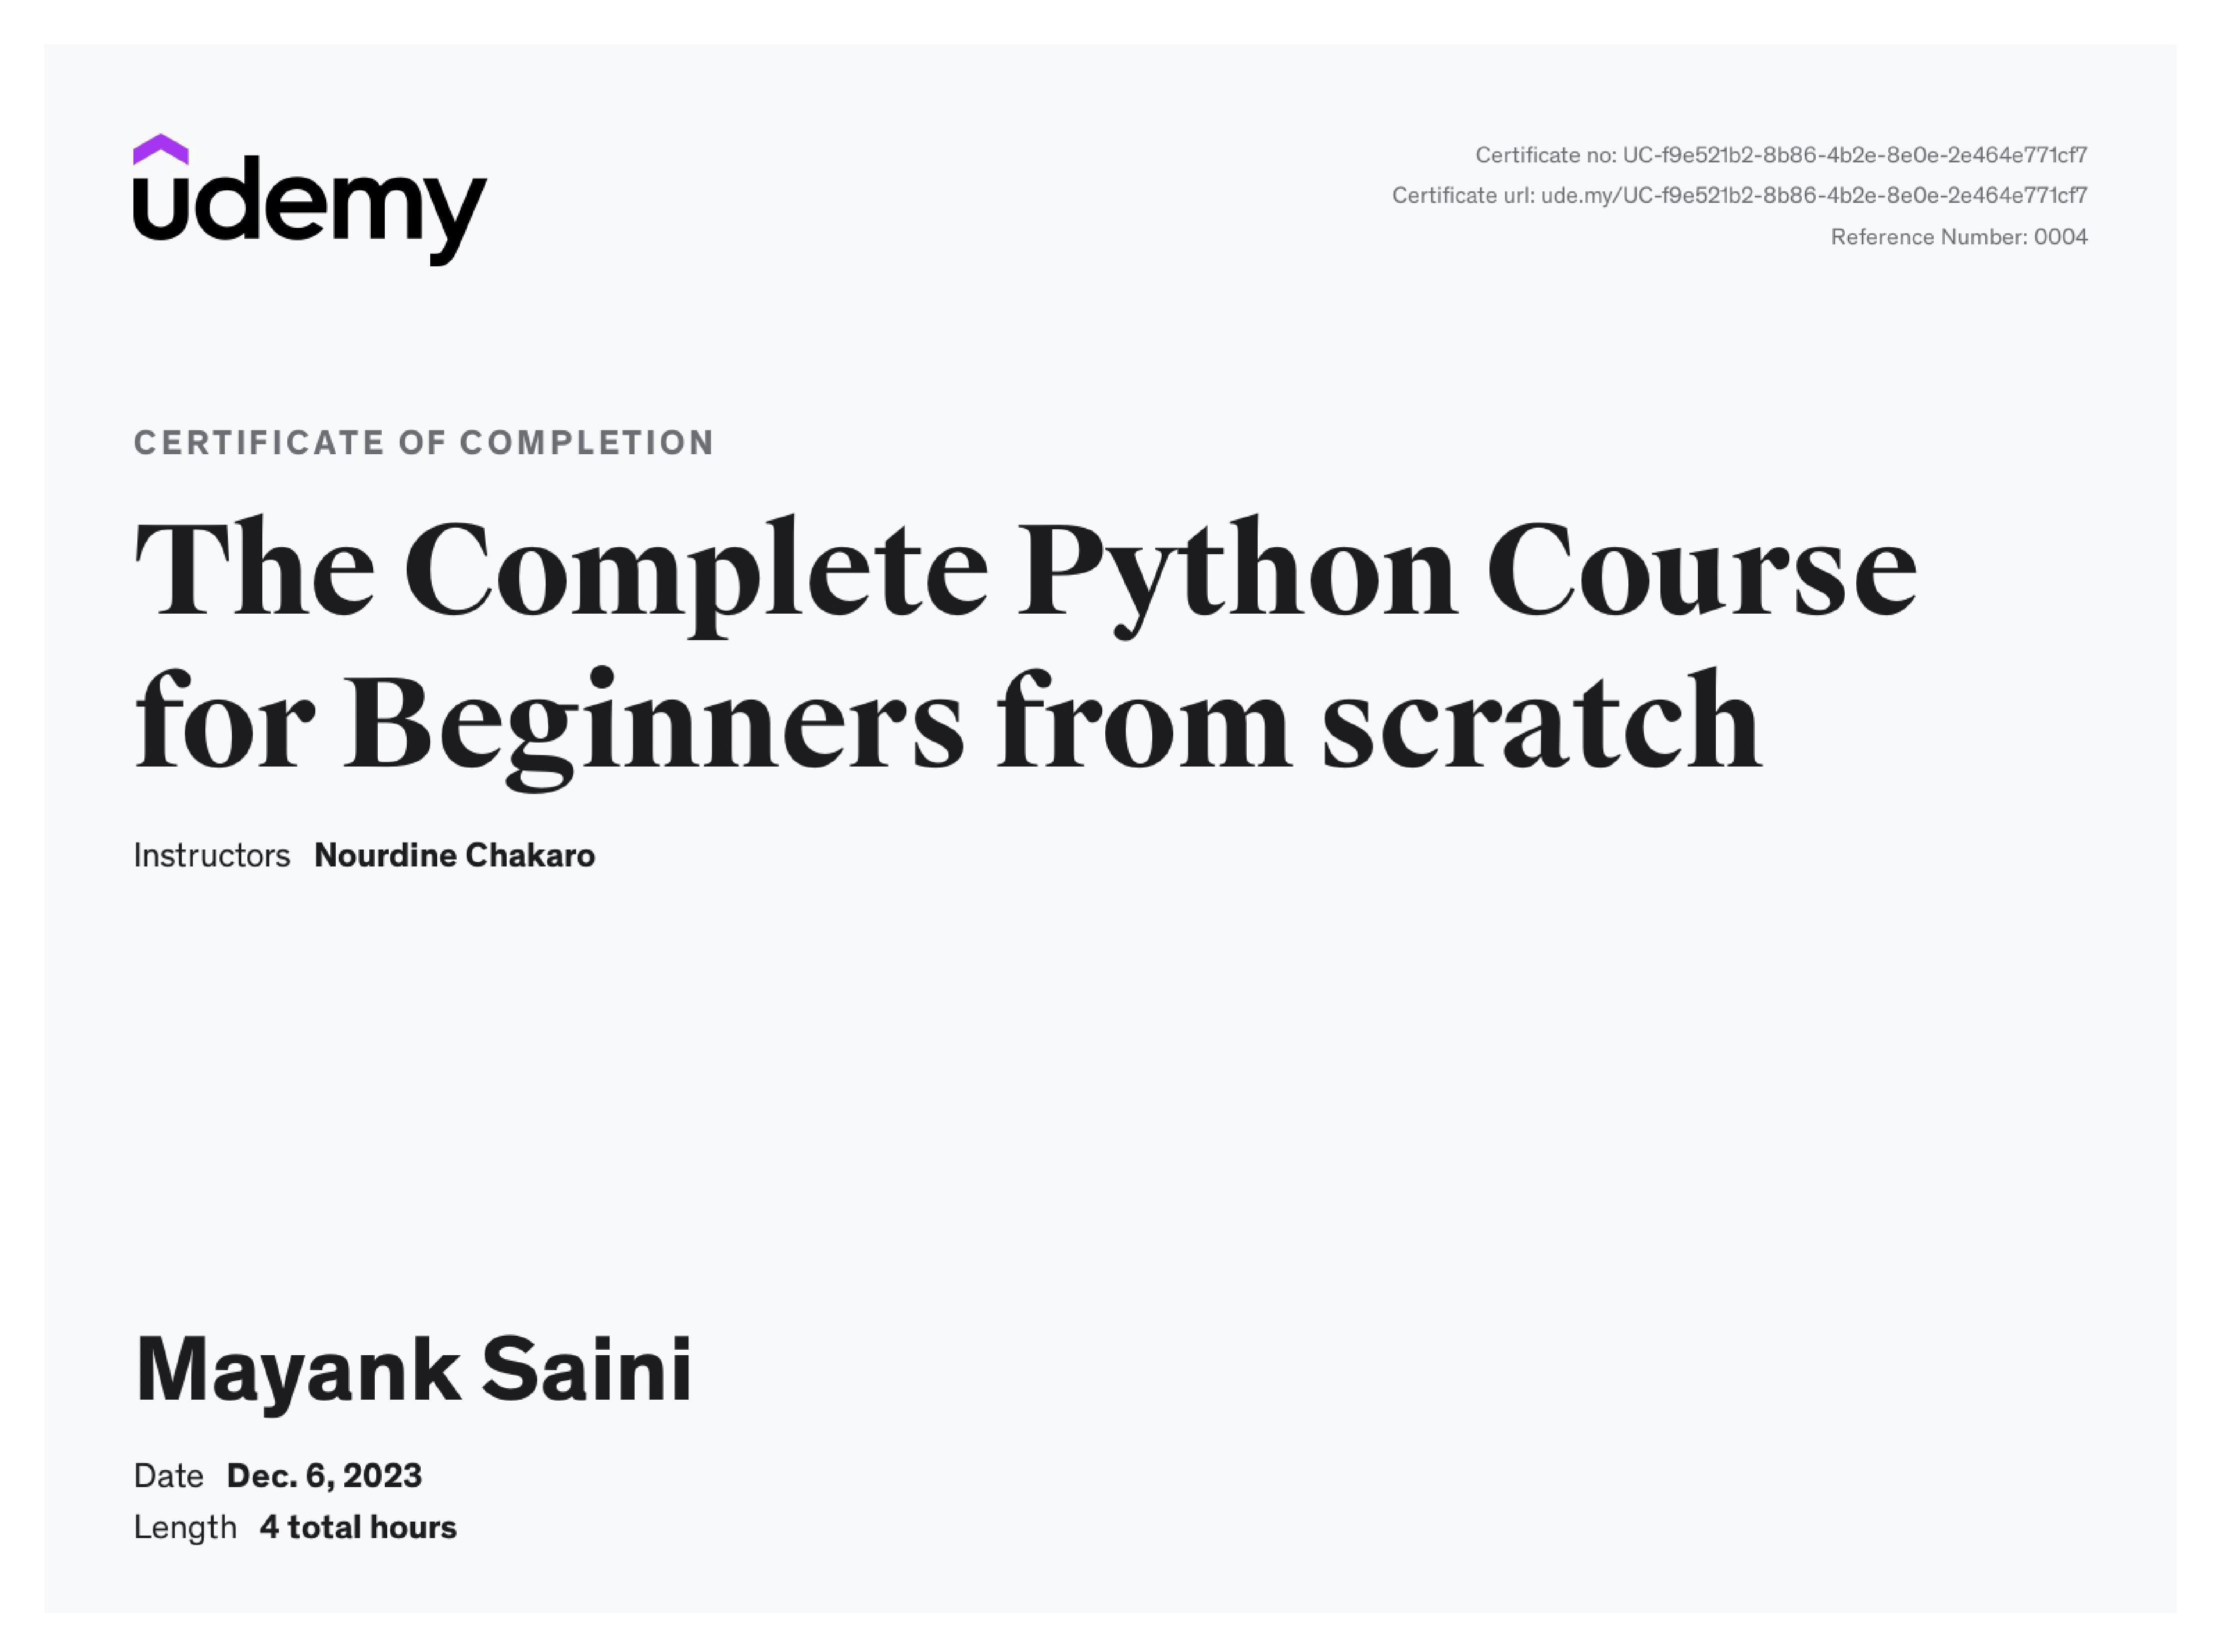 udemy
Certificate no: UC-f9e521b2-8b86-4b2e-8e0e-2e464e771cf7
Certificate url: ude.my/UC-f9e521b2-8b86-4b2e-8e0e-2e464e771cf7
Reference Number: 0004
CERTIFICATE OF COMPLETION
The Complete Python Course
for Beginners from scratch
Instructors Nourdine Chakaro
Mayank Saini
Date Dec. 6, 2023
Length 4 total hours